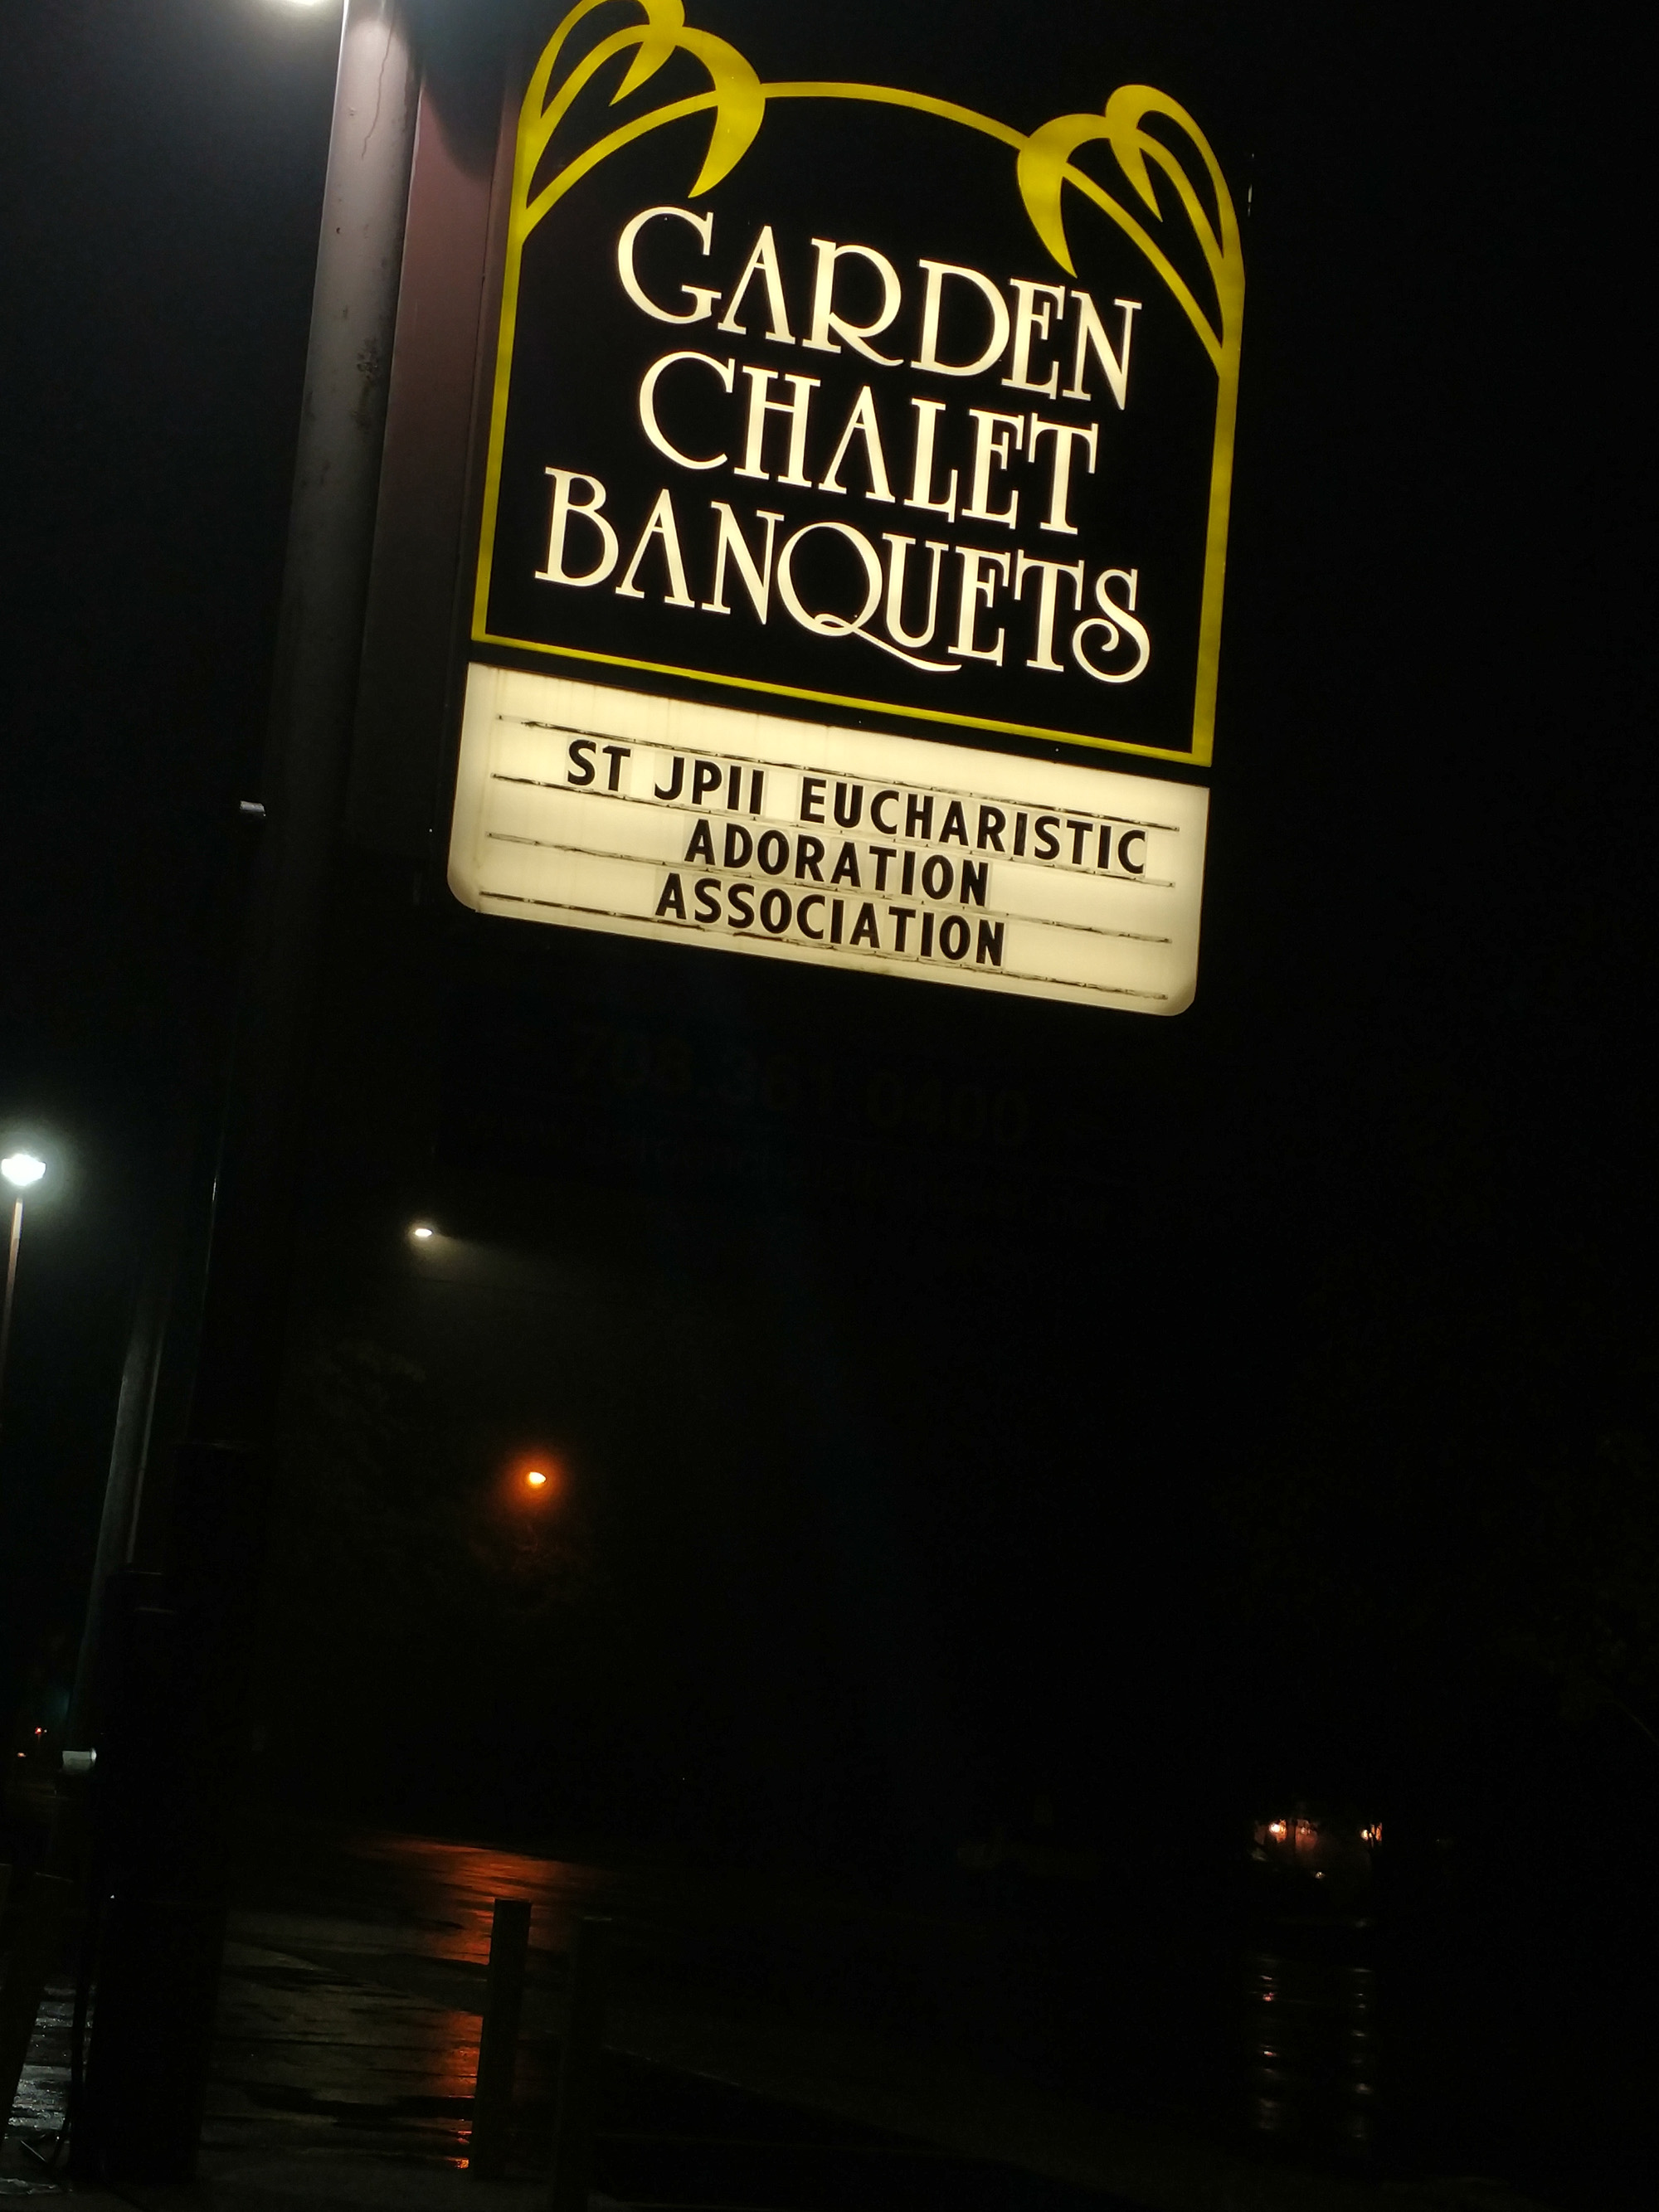 GARDEN
CHALET
BANQUETS
ST JPII EUCHARISTIC
ADORATION
ASSOCIATION